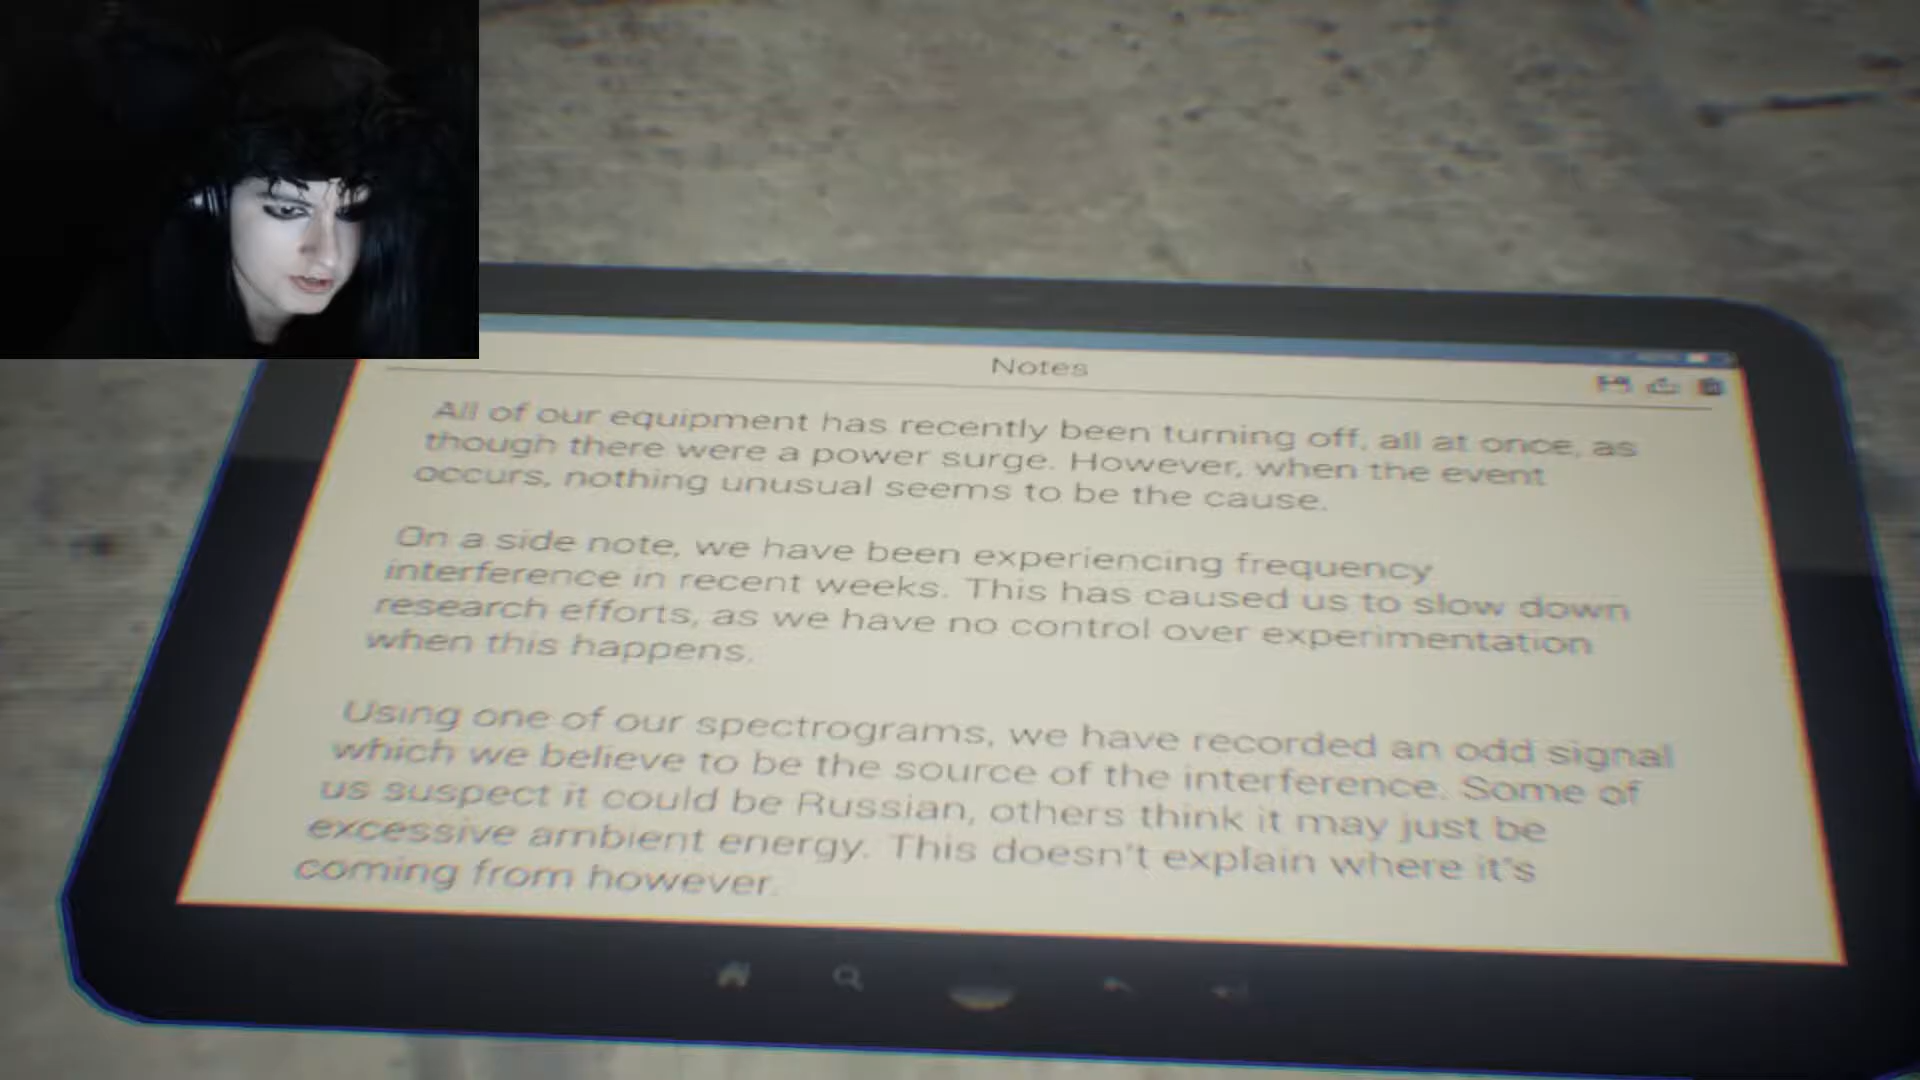 Notes
All of our equipment has recently been turning off, all at once, as
though there were a power surge. However, when the event
occurs, nothing unusual seems to be the cause.
On a side note, we have been experiencing frequency
interference in recent weeks. This has caused us to slow down
research efforts, as we have no control over experimentation
when this happens.
Using one of our spectrograms, we have recorded an odd signal
which we believe to be the source of the interference. Some of
us suspect it could be Russian, others think it may just be
excessive ambient energy. This doesn't explain where it's
coming from however.